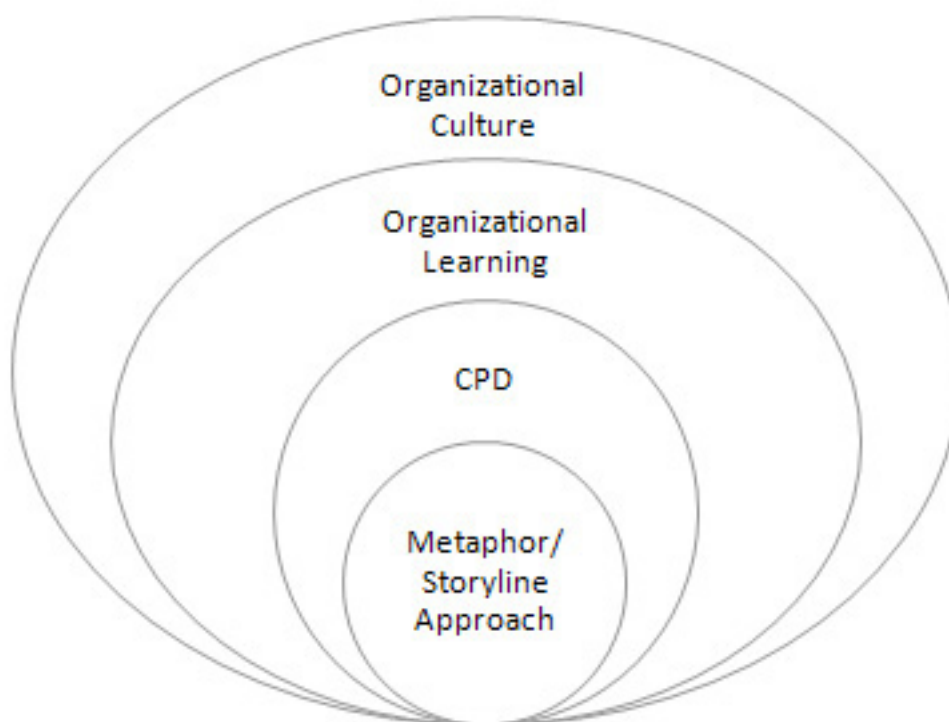 Organizational
Culture
Organizational
Learning
CPD
Metaphor/
Storyline
Approach